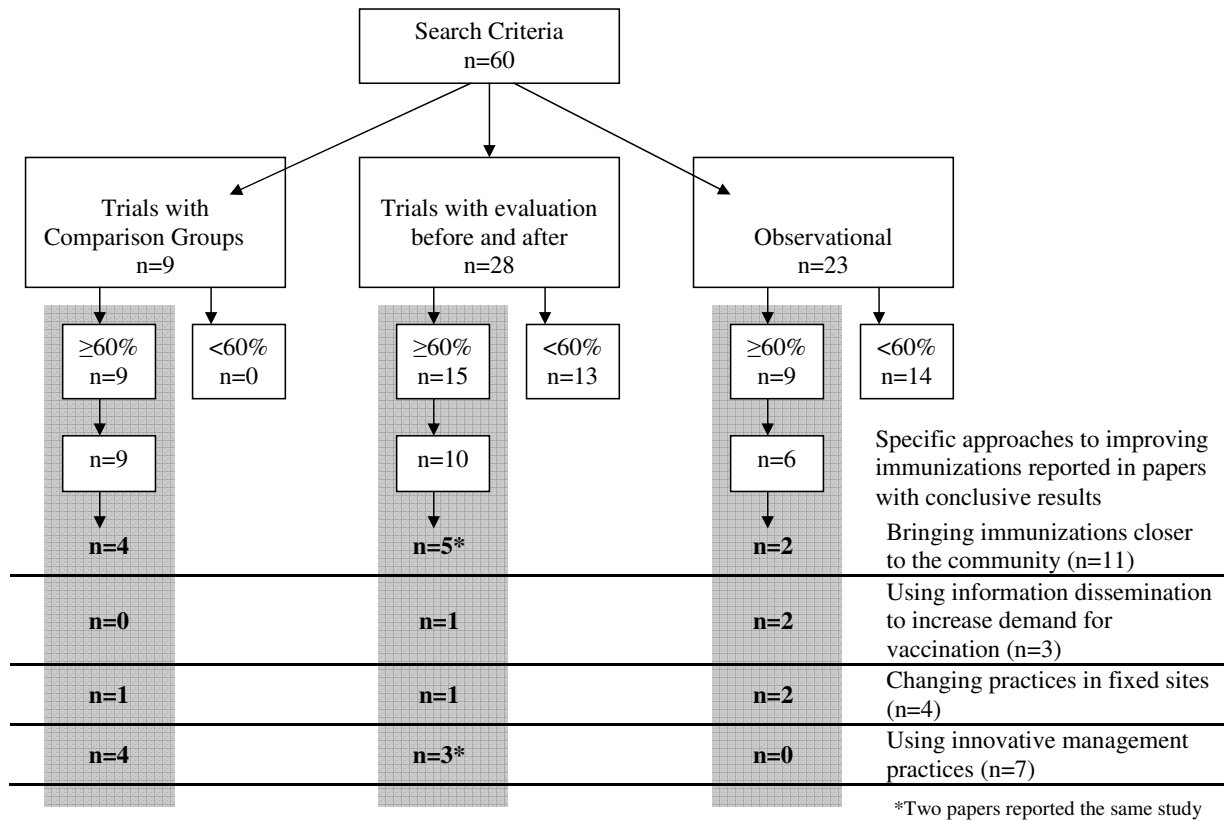 Search Criteria
n=60
Trials with
Comparison Groups
n=9
Trials with evaluation
before and after
n=28
Observational
n=23
≥60%
n=9
<60%
n=0
≥60%
n=15
<60%
n=13
≥60%
n=9
<60%
n=14
n=9
n=10
n=6
Specific approaches to improving
immunizations reported in papers
with conclusive results
n=4
n=5*
n=2
Bringing immunizations closer
to the community (n=11)
n=0
n=1
n=2
Using information dissemination
to increase demand for
vaccination (n=3)
n=1
n=1
n=2
Changing practices in fixed sites
(n=4)
n=4
n=3*
n=0
Using innovative management
practices (n=7)
*Two papers reported the same study